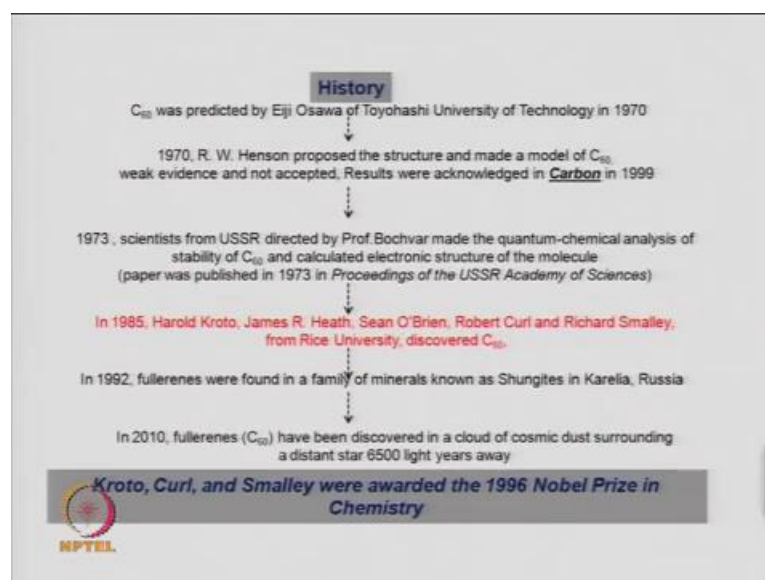 History
C₆₀ was predicted by Eiji Osawa of Toyohashi University of Technology in 1970
1970, R. W. Henson proposed the structure and made a model of C₆₀,
weak evidence and not accepted, Results were acknowledged in Carbon in 1999
1973 , scientists from USSR directed by Prof.Bochvar made the quantum-chemical analysis of
stability of C₆₀ and calculated electronic structure of the molecule
(paper was published in 1973 in Proceedings of the USSR Academy of Sciences)
In 1985, Harold Kroto, James R. Heath, Sean O'Brien, Robert Curl and Richard Smalley,
from Rice University, discovered C₆₀.
In 1992, fullerenes were found in a family of minerals known as Shungites in Karelia, Russia
In 2010, fullerenes (C₆₀) have been discovered in a cloud of cosmic dust surrounding
a distant star 6500 light years away
Kroto, Curl, and Smalley were awarded the 1996 Nobel Prize in
Chemistry
NPTEL